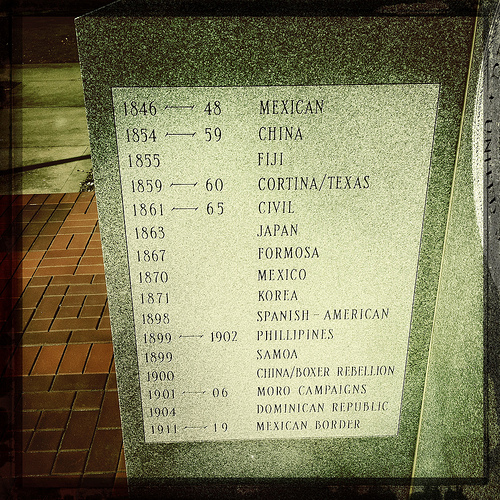 1846 — 48 MEXICAN
1854 — 59 CHINA
1855 FIJI
1859 — 60 CORTINA/TEXAS
1861 — 65 CIVIL
1863 JAPAN
1867 FORMOSA
1870 MEXICO
1871 KOREA
1898 SPANISH-AMERICAN
1899 — 1902 PHILLIPINES
1899 SAMOA
1900 CHINA/BOXER REBELLION
1901 — 06 MORO CAMPAIGNS
1904 DOMINICAN REPUBLIC
1911 — 19 MEXICAN BORDER